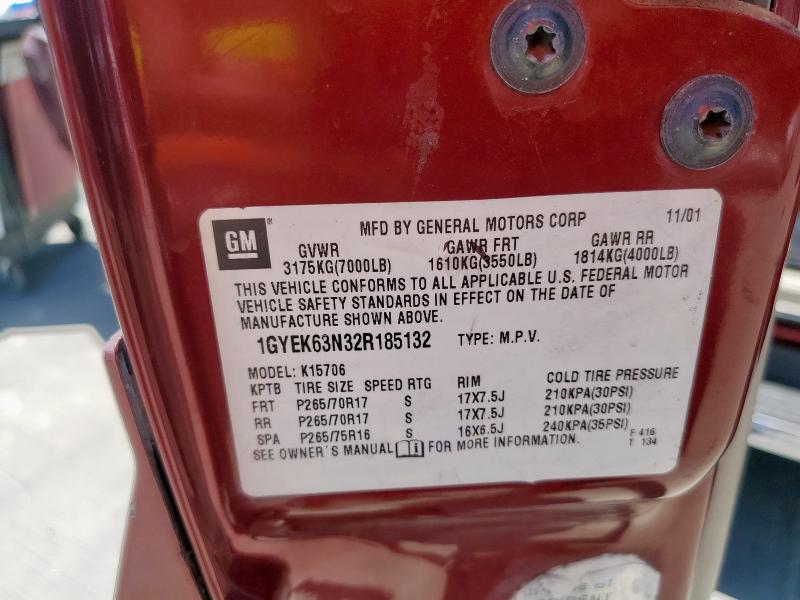 GM
MFD BY GENERAL MOTORS CORP 11/01
GVWR GAWR FRT GAWR RR
3175KG(7000LB) 1610KG(3550LB) 1814KG(4000LB)
THIS VEHICLE CONFORMS TO ALL APPLICABLE U.S. FEDERAL MOTOR
VEHICLE SAFETY STANDARDS IN EFFECT ON THE DATE OF
MANUFACTURE SHOWN ABOVE.
1GYEK63N32R185132 TYPE: M.P.V.
MODEL: K15706
KPTB TIRE SIZE SPEED RTG RIM COLD TIRE PRESSURE
FRT P265/70R17 S 17X7.5J 210KPA(30PSI)
RR P265/70R17 S 17X7.5J 210KPA(30PSI)
SPA P265/75R16 S 16X6.5J 240KPA(35PSI)
F 416
SEE OWNER'S MANUAL FOR MORE INFORMATION. T 134